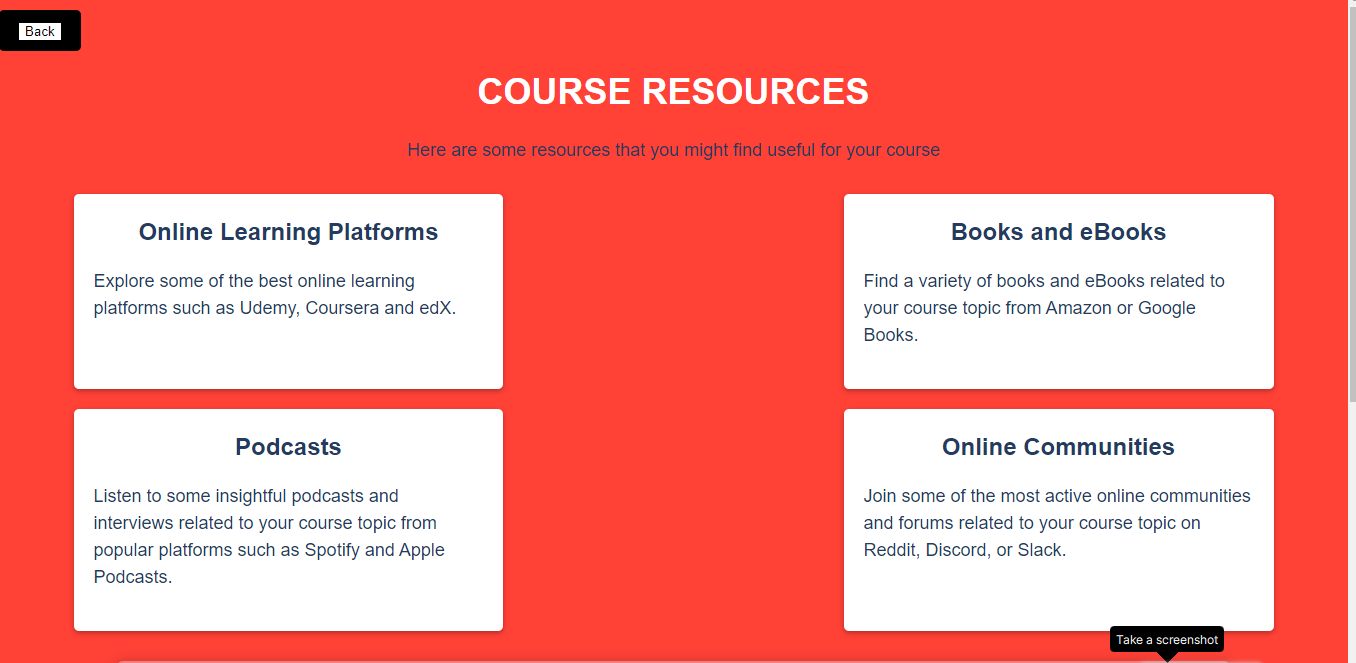 Back
COURSE RESOURCES
Here are some resources that you might find useful for your course
Online Learning Platforms
Explore some of the best online learning
platforms such as Udemy, Coursera and edX.
Books and eBooks
Find a variety of books and eBooks related to
your course topic from Amazon or Google
Books.
Podcasts
Listen to some insightful podcasts and
interviews related to your course topic from
popular platforms such as Spotify and Apple
Podcasts.
Online Communities
Join some of the most active online communities
and forums related to your course topic on
Reddit, Discord, or Slack.
Take a screenshot